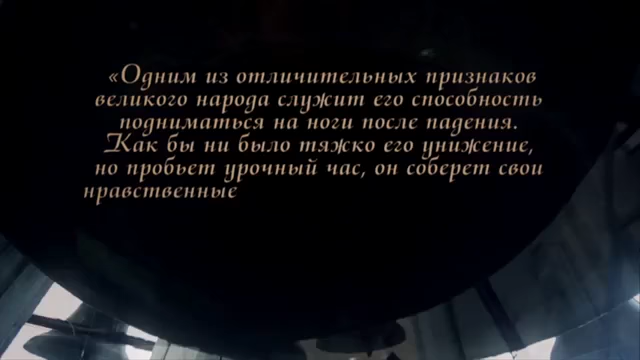 «Одним из отличительных признаков
великого народа служит его способность
подниматься на ноги после падения.
Как бы ни было тяжко его унижение,
но пробьет урочный час, он соберет свои
нравственные